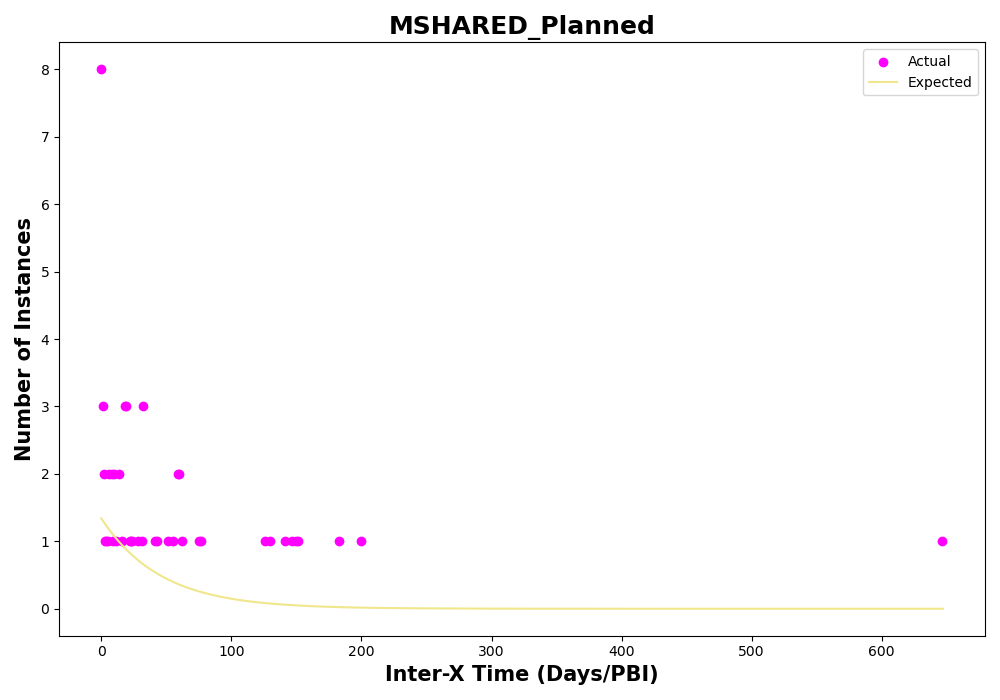 MSHARED_Planned
Actual
Expected
Number of Instances
8
7
6
5
4
3
2
1
0
0 100 200 300 400 500 600
Inter-X Time (Days/PBI)